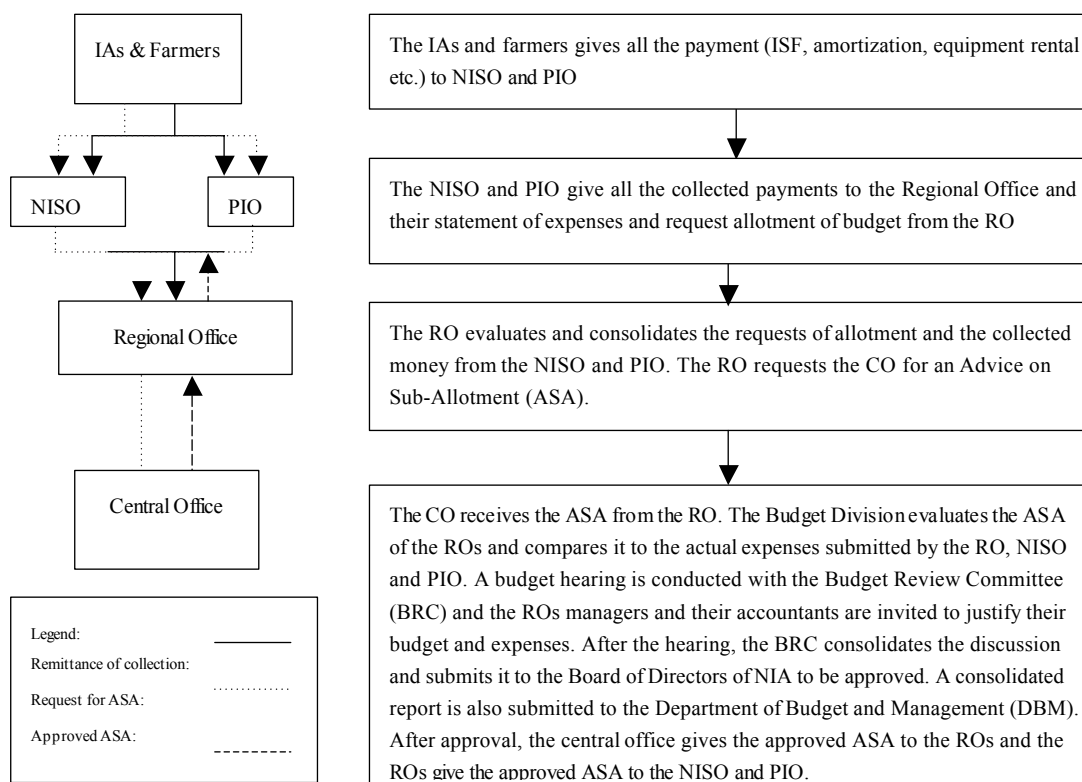 IAs & Farmers
NISO
PIO
Regional Office
Central Office
Legend:
Remittance of collection:
Request for ASA:
Approved ASA:
The IAs and farmers gives all the payment (ISF, amortization, equipment rental
etc.) to NISO and PIO
The NISO and PIO give all the collected payments to the Regional Office and
their statement of expenses and request allotment of budget from the RO
The RO evaluates and consolidates the requests of allotment and the collected
money from the NISO and PIO. The RO requests the CO for an Advice on
Sub-Allotment (ASA).
The CO receives the ASA from the RO. The Budget Division evaluates the ASA
of the ROs and compares it to the actual expenses submitted by the RO, NISO
and PIO. A budget hearing is conducted with the Budget Review Committee
(BRC) and the ROs managers and their accountants are invited to justify their
budget and expenses. After the hearing, the BRC consolidates the discussion
and submits it to the Board of Directors of NIA to be approved. A consolidated
report is also submitted to the Department of Budget and Management (DBM).
After approval, the central office gives the approved ASA to the ROs and the
ROs give the approved ASA to the NISO and PIO.